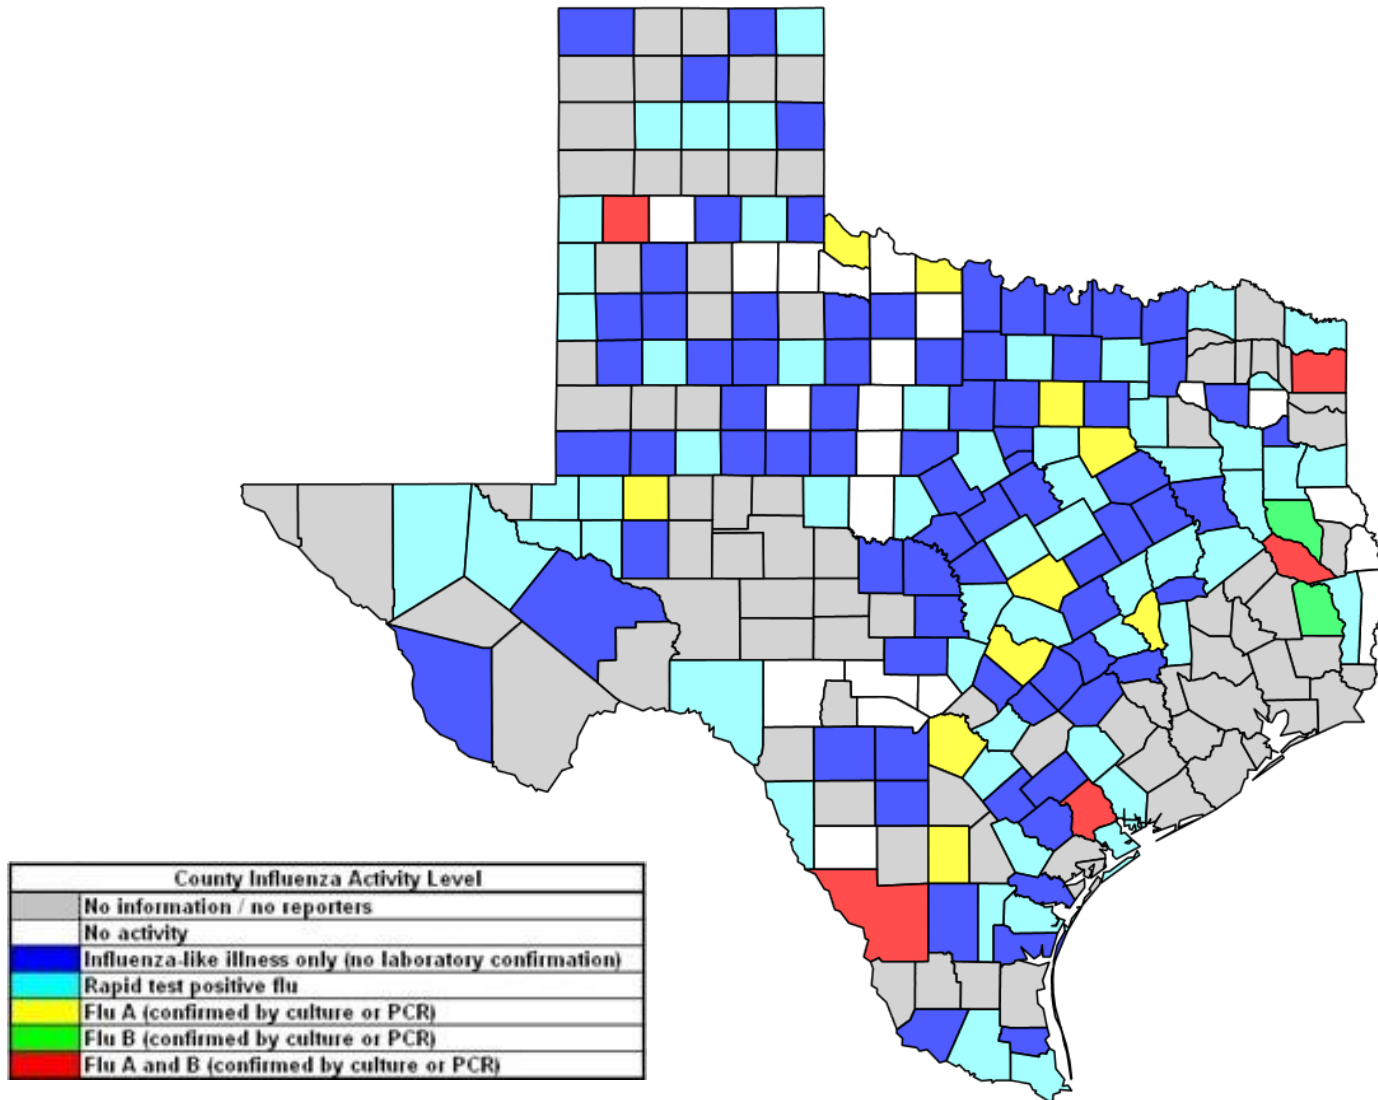 County Influenza Activity Level
No information / no reporters
No activity
Influenza-like illness only (no laboratory confirmation)
Rapid test positive flu
Flu A (confirmed by culture or PCR)
Flu B (confirmed by culture or PCR)
Flu A and B (confirmed by culture or PCR)